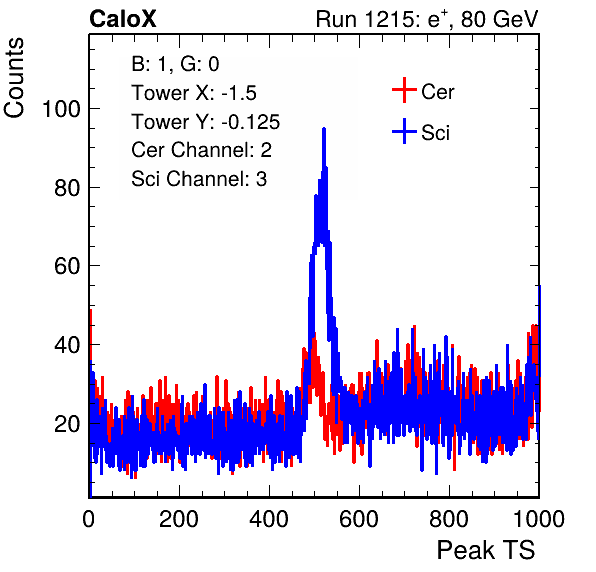 CaloX Run 1215: e⁺, 80 GeV
Counts
B: 1, G: 0
Tower X: -1.5
Tower Y: -0.125
Cer Channel: 2
Sci Channel: 3
Cer
Sci
100
80
60
40
20
0 200 400 600 800 1000
Peak TS